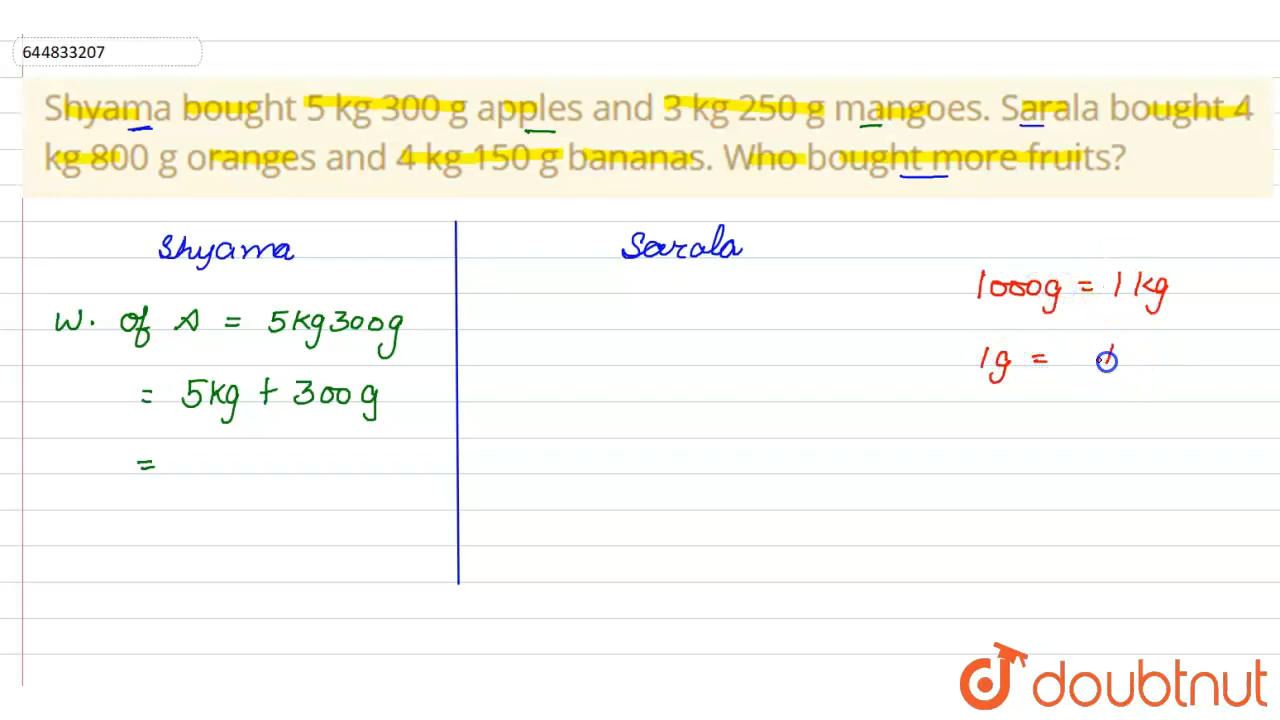 644833207
Shyama bought 5 kg 300 g apples and 3 kg 250 g mangoes. Sarala bought 4
kg 800 g oranges and 4 kg 150 g bananas. Who bought more fruits?
Shyama
Sarala
W. of A = 5kg300g
= 5kg + 300g
=
1000g = 1kg
1g = 1
doubtnut